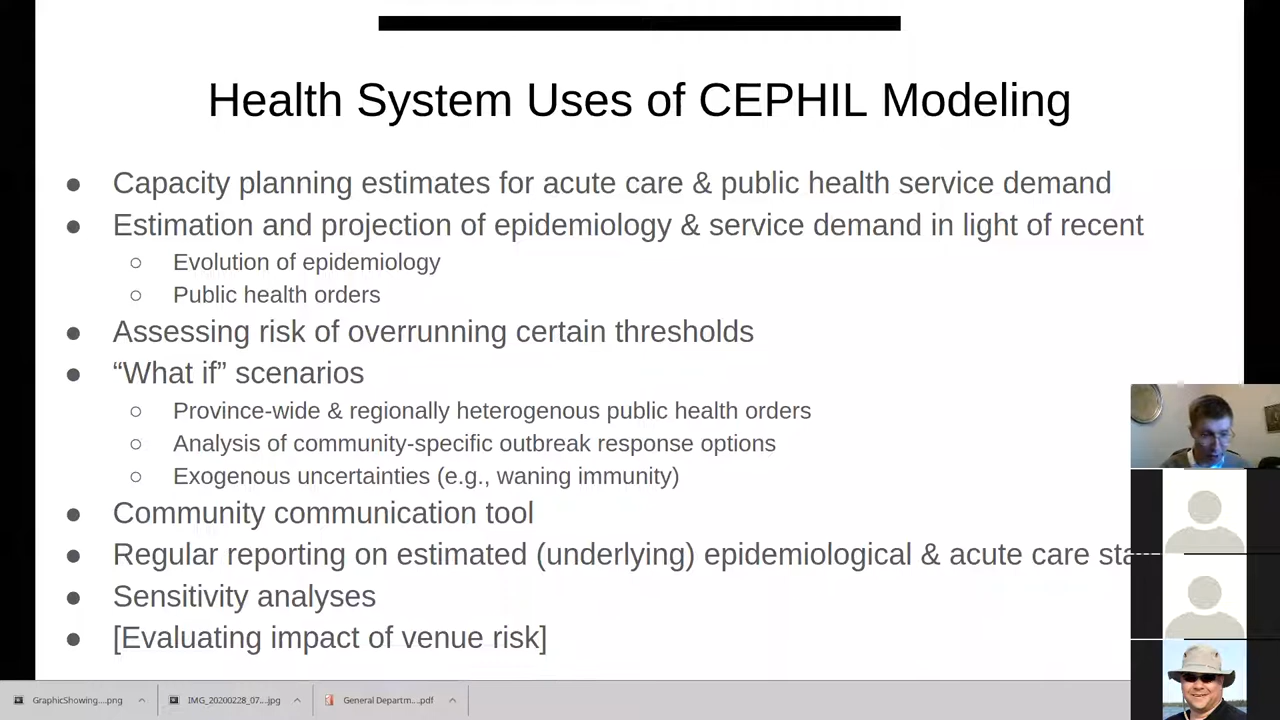 Health System Uses of CEPHIL Modeling
● Capacity planning estimates for acute care & public health service demand
● Estimation and projection of epidemiology & service demand in light of recent
○ Evolution of epidemiology
○ Public health orders
● Assessing risk of overrunning certain thresholds
● “What if” scenarios
○ Province-wide & regionally heterogenous public health orders
○ Analysis of community-specific outbreak response options
○ Exogenous uncertainties (e.g., waning immunity)
● Community communication tool
● Regular reporting on estimated (underlying) epidemiological & acute care
● Sensitivity analyses
● [Evaluating impact of venue risk]
GraphicShowing....png IMG_20200228_07...jpg General Departm...pdf